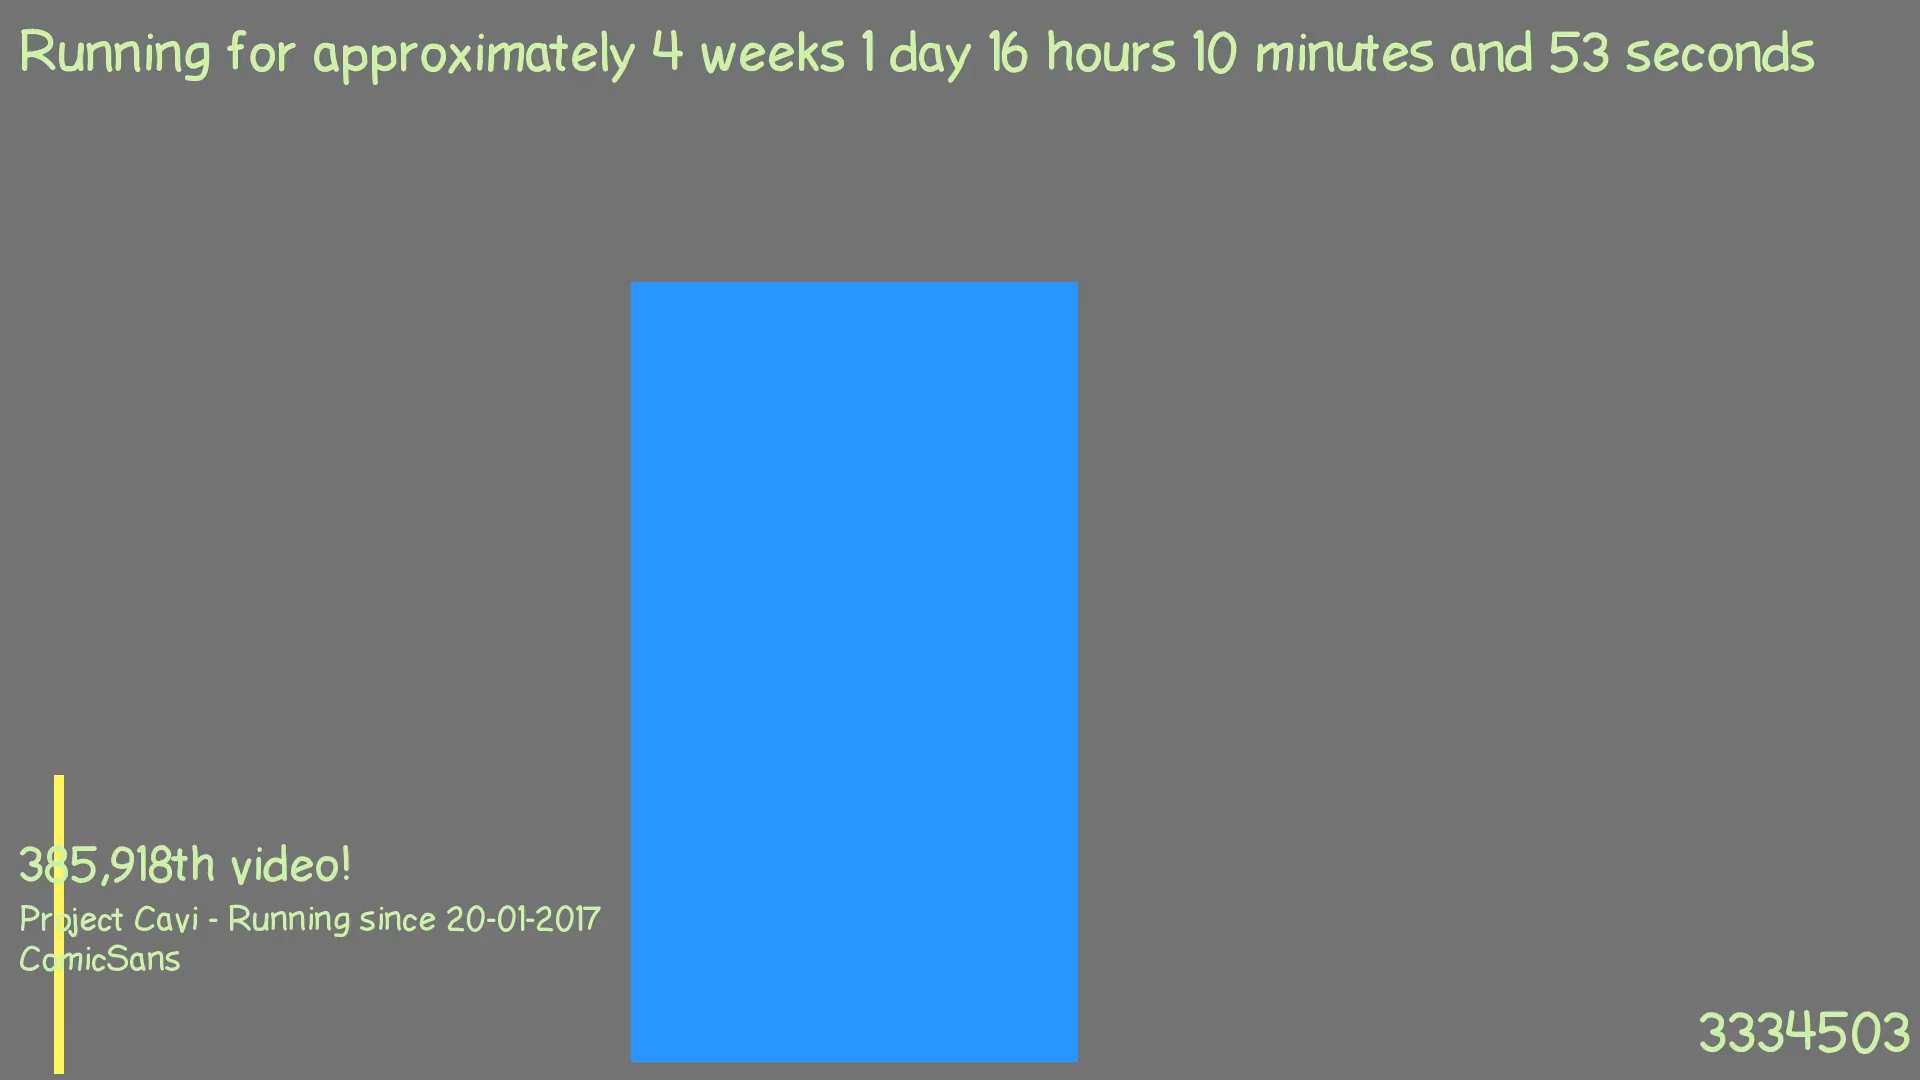 Running for approximately 4 weeks 1 day 16 hours 10 minutes and 53 seconds
385,918th video!
Project Cavi - Running since 20-01-2017
ComicSans
3334503